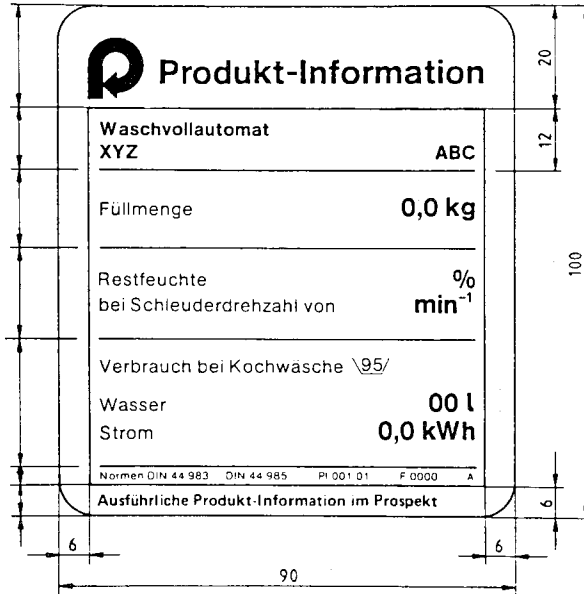 Produkt-Information
20
Waschvollautomat
XYZ ABC
12
Füllmenge 0,0 kg
100
Restfeuchte %
bei Schleuderdrehzahl von min⁻¹
Verbrauch bei Kochwäsche \95/
Wasser 00 l
Strom 0,0 kWh
Normen DIN 44 983 DIN 44 985 PI 001 01 F 0000 A
Ausführliche Produkt-Information im Prospekt
6
6 6
90